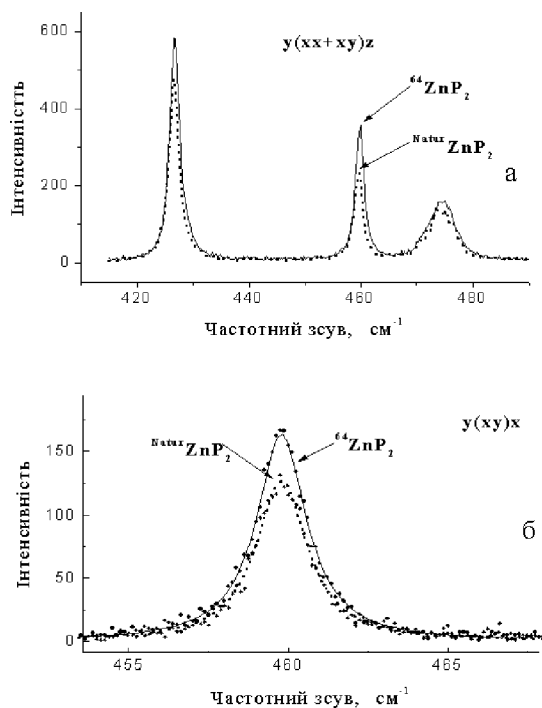 600
400
200
0
Інтенсивністть
y(xx+xy)z
64ZnP2
NaturZnP2
а
420
440
460
480
Частотний зсув, см-1
150
100
50
0
Інтенсивність
y(xy)x
NaturZnP2
64ZnP2
б
455
460
465
Частотний зсув, см-1